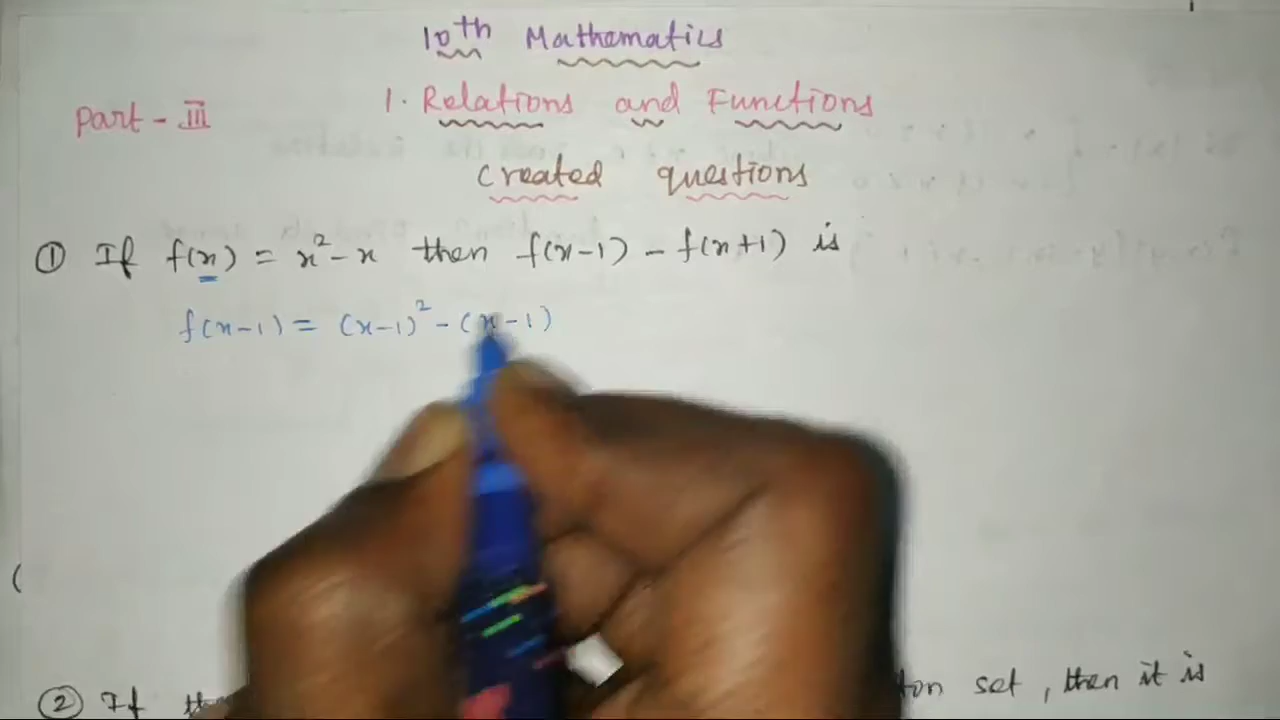 10th Mathematics
Part - III
1. Relations and Functions
Created questions
① If f(x) = x² - x then f(x-1) - f(x+1) is
f(x-1) = (x-1)² - (x-1)
(
② If ton set, then it is